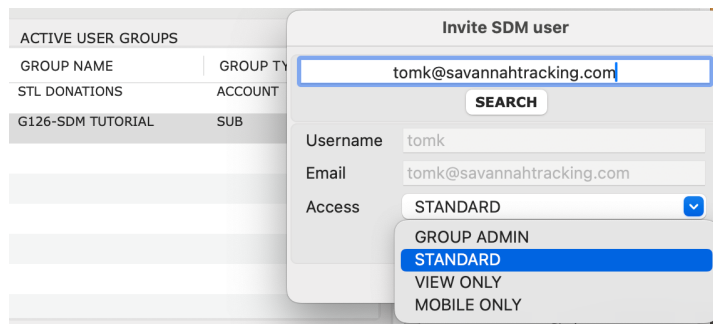 Invite SDM user
ACTIVE USER GROUPS
GROUP NAME GROUP TY
STL DONATIONS ACCOUNT
G126-SDM TUTORIAL SUB
tomk@savannahtracking.com
SEARCH
Username tomk
Email tomk@savannahtracking.com
Access STANDARD
GROUP ADMIN
STANDARD
VIEW ONLY
MOBILE ONLY